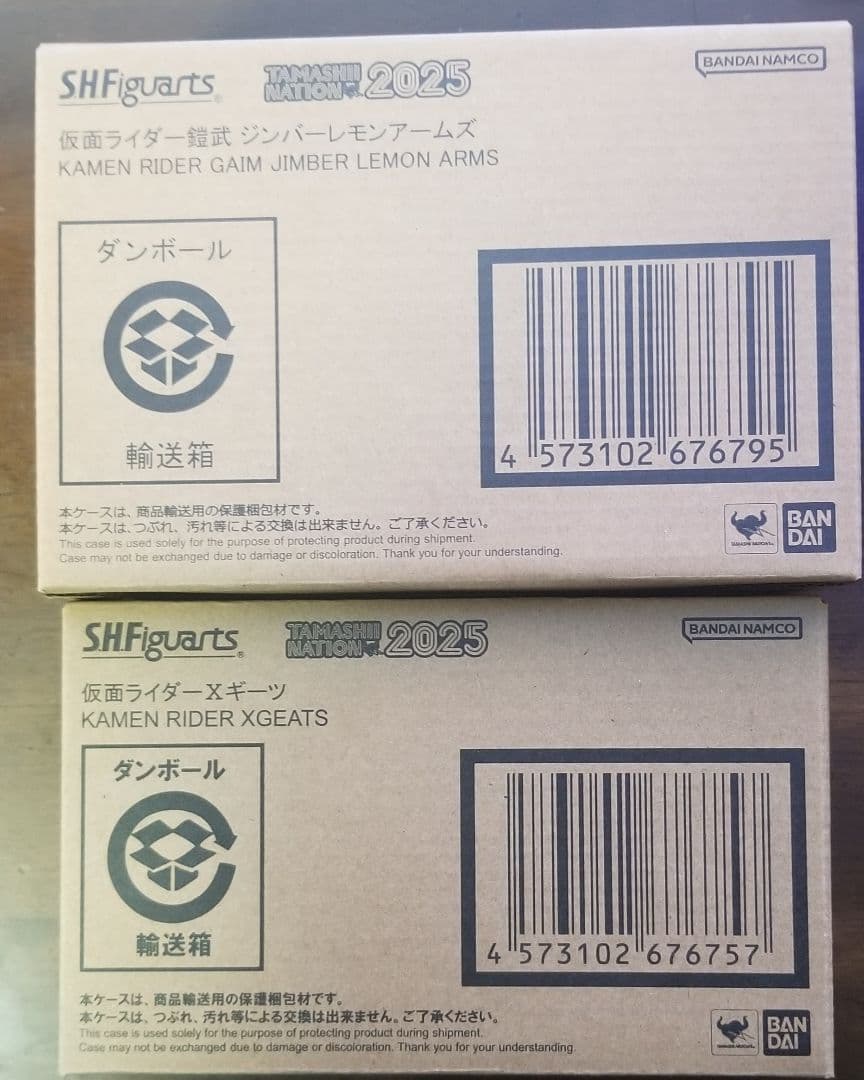 S.H.Figuarts
TAMASHII NATION 2025
BANDAI NAMCO
仮面ライダー鎧武 ジンバーレモンアームズ
KAMEN RIDER GAIM JIMBER LEMON ARMS
ダンボール
輸送箱
4 573102 676795
本ケースは、商品輸送用の保護梱包材です。
本ケースは、つぶれ、汚れ等による交換は出来ません。ご了承ください。
This case is used solely for the purpose of protecting product during shipment.
Case may not be exchanged due to damage or discoloration. Thank you for your understanding.
TAMASHII NATIONS
BAN
DAI
S.H.Figuarts
TAMASHII NATION 2025
BANDAI NAMCO
仮面ライダーXギーツ
KAMEN RIDER XGEATS
ダンボール
輸送箱
4 573102 676757
本ケースは、商品輸送用の保護梱包材です。
本ケースは、つぶれ、汚れ等による交換は出来ません。ご了承ください。
This case is used solely for the purpose of protecting product during shipment.
Case may not be exchanged due to damage or discoloration. Thank you for your understanding.
TAMASHII NATIONS
BAN
DAI